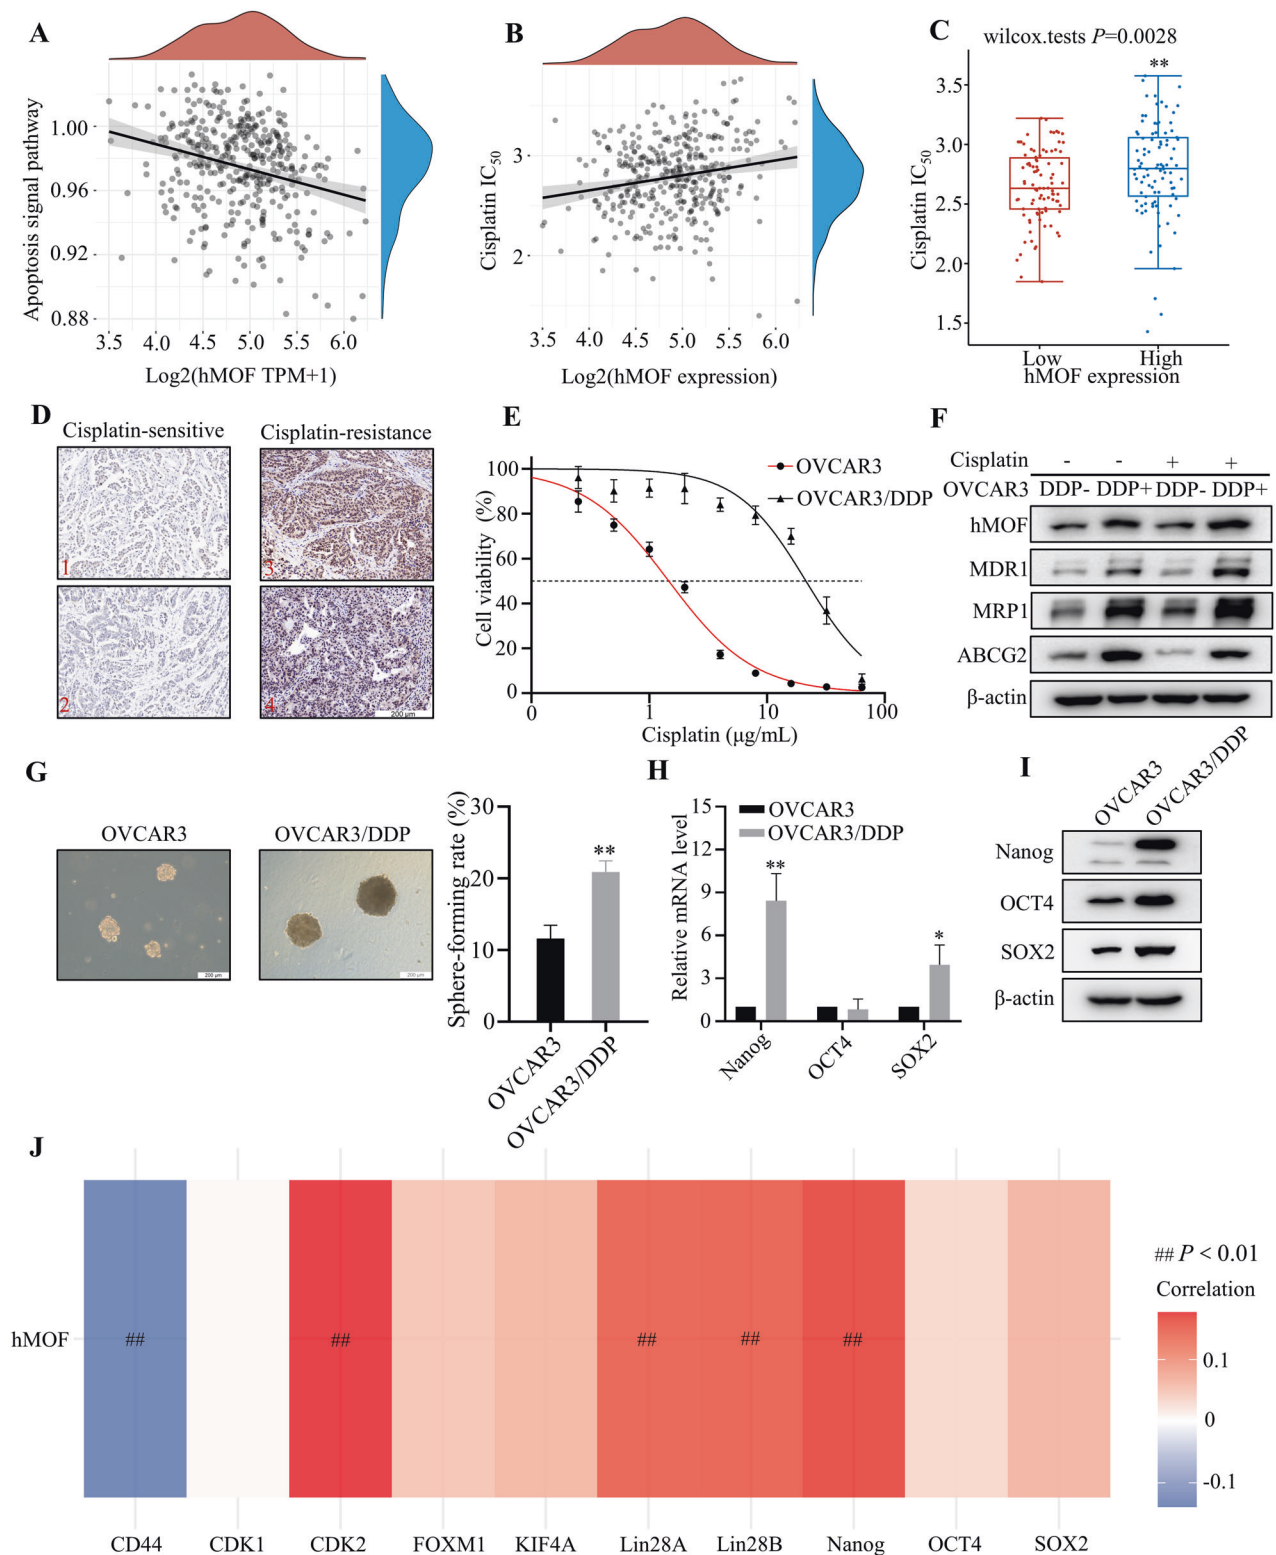 A
Apoptosis signal pathway
1.00
0.96
0.92
0.88
3.5 4.0 4.5 5.0 5.5 6.0
Log2(hMOF TPM+1)
B
Cisplatin IC50
3
2
3.5 4.0 4.5 5.0 5.5 6.0
Log2(hMOF expression)
C
wilcox.tests P=0.0028
**
Cisplatin IC50
3.5
3.0
2.5
2.0
1.5
Low High
hMOF expression
D
Cisplatin-sensitive Cisplatin-resistance
1
3
2
4
200 μm
E
Cell viability (%)
100
80
60
40
20
0
0 1 10 100
Cisplatin (μg/mL)
OVCAR3
OVCAR3/DDP
F
Cisplatin - - + +
OVCAR3 DDP- DDP+ DDP- DDP+
hMOF
MDR1
MRP1
ABCG2
β-actin
G
OVCAR3 OVCAR3/DDP
200 μm 200 μm
Sphere-forming rate (%)
30
20
10
0
**
OVCAR3
OVCAR3/DDP
H
Relative mRNA level
15
12
9
6
3
0
OVCAR3
OVCAR3/DDP
**
*
Nanog
OCT4
SOX2
I
OVCAR3
OVCAR3/DDP
Nanog
OCT4
SOX2
β-actin
J
hMOF
## ## ## ## ##
CD44 CDK1 CDK2 FOXM1 KIF4A Lin28A Lin28B Nanog OCT4 SOX2
## P < 0.01
Correlation
0.1
0
-0.1